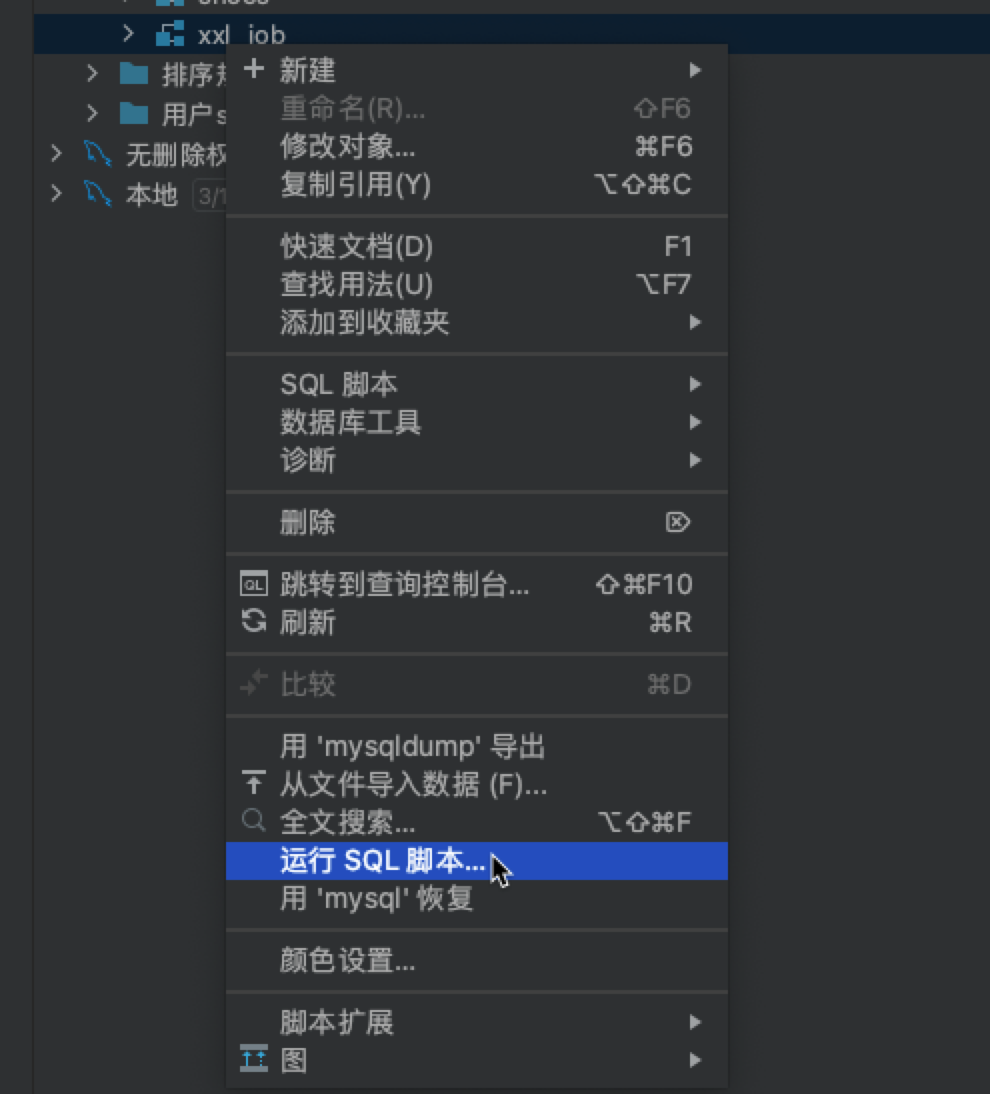 xxl_job
新建
排序
重命名(R)... ⇧F6
用户
修改对象... ⌘F6
无删除权
复制引用(Y) ⌥⇧⌘C
本地
快速文档(D) F1
查找用法(U) ⌥F7
添加到收藏夹
SQL 脚本
数据库工具
诊断
删除 ⌦
QL 跳转到查询控制台... ⇧⌘F10
刷新 ⌘R
比较 ⌘D
用 'mysqldump' 导出
从文件导入数据 (F)...
全文搜索... ⌥⇧⌘F
运行 SQL 脚本...
用 'mysql' 恢复
颜色设置...
脚本扩展
图